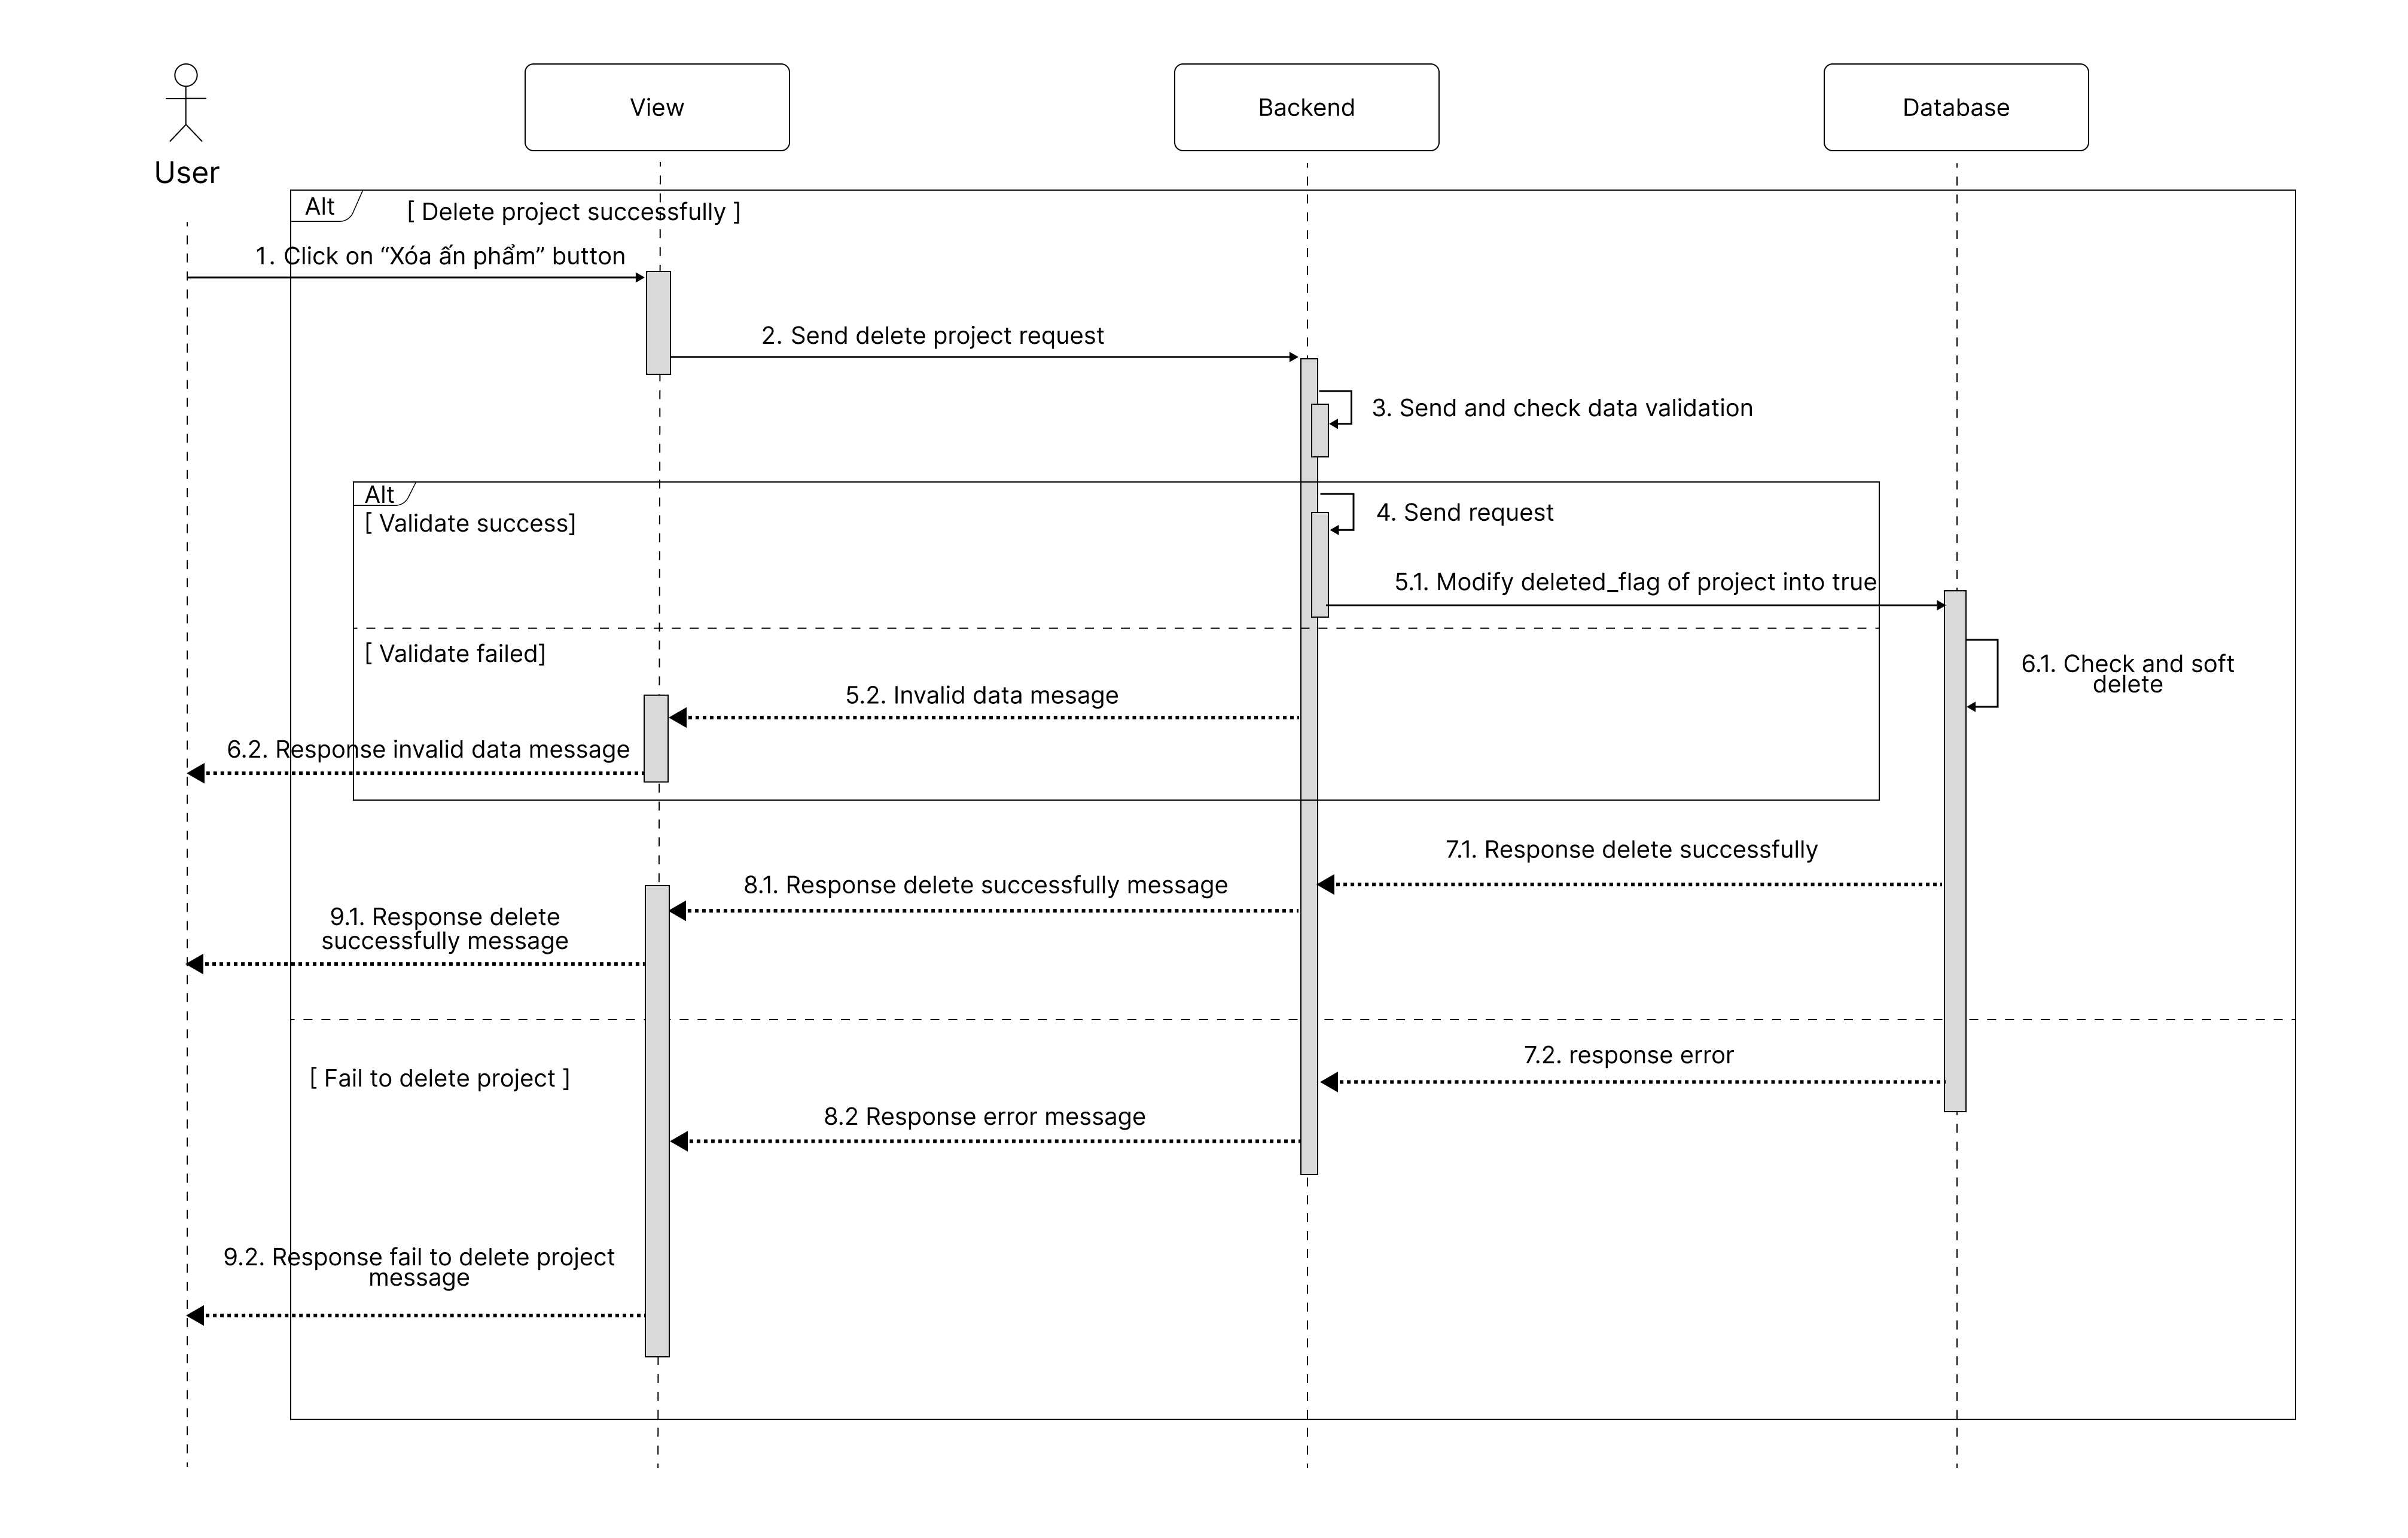 View
Backend
Database
User
Alt
[ Delete project successfully ]
1. Click on “Xóa ấn phẩm” button
2. Send delete project request
3. Send and check data validation
Alt
[ Validate success]
4. Send request
5.1. Modify deleted_flag of project into true
[ Validate failed]
6.1. Check and soft
delete
5.2. Invalid data mesage
6.2. Response invalid data message
7.1. Response delete successfully
8.1. Response delete successfully message
9.1. Response delete
successfully message
7.2. response error
[ Fail to delete project ]
8.2 Response error message
9.2. Response fail to delete project
message